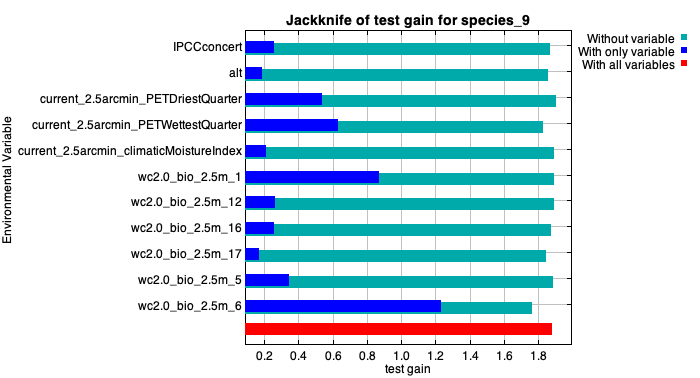 Jackknife of test gain for species_9
Without variable
With only variable
With all variables
Environmental Variable
IPCCconcert
alt
current_2.5arcmin_PETDriestQuarter
current_2.5arcmin_PETWettestQuarter
current_2.5arcmin_climaticMoistureIndex
wc2.0_bio_2.5m_1
wc2.0_bio_2.5m_12
wc2.0_bio_2.5m_16
wc2.0_bio_2.5m_17
wc2.0_bio_2.5m_5
wc2.0_bio_2.5m_6
0.2 0.4 0.6 0.8 1.0 1.2 1.4 1.6 1.8
test gain